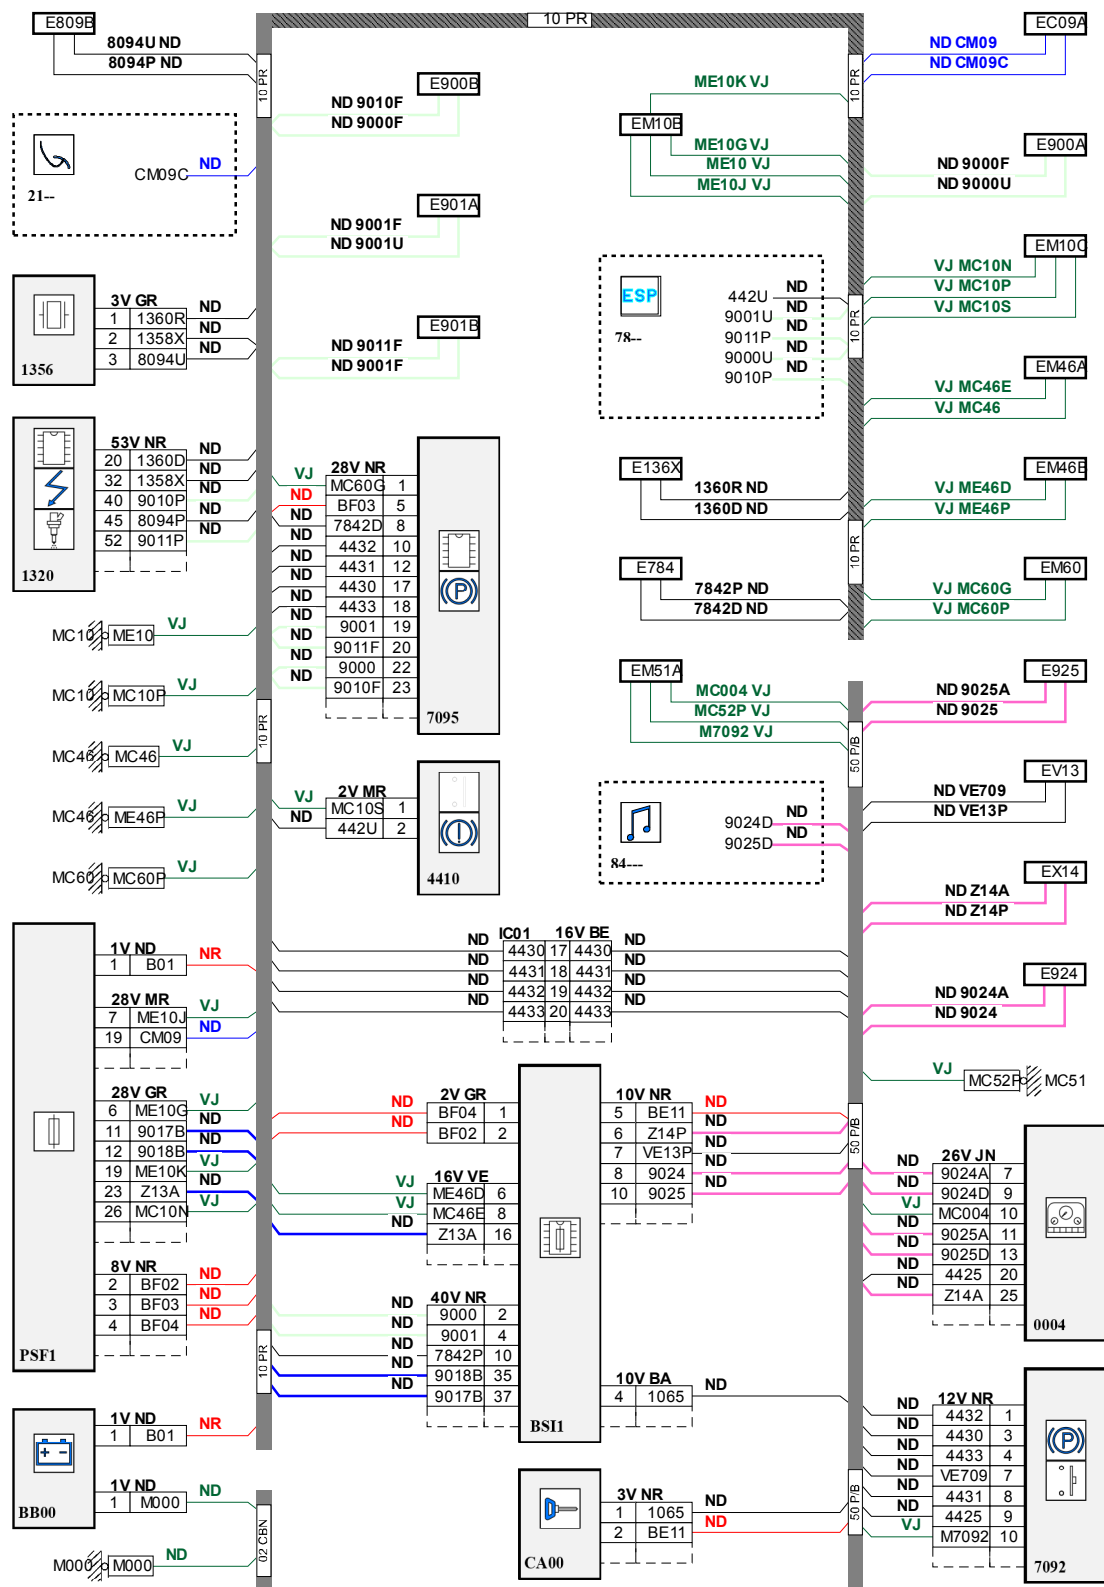 E809B
8094U ND
8094P ND
10 PR
10 PR
10 PR
EC09A
ND CM09
ND CM09C
E900B
ND 9010F
ND 9000F
ME10K VJ
EM10B
ME10G VJ
ME10 VJ
ME10J VJ
E900A
ND 9000F
ND 9000U
21--
CM09C
ND
E901A
ND 9001F
ND 9001U
EM10C
VJ MC10N
VJ MC10P
VJ MC10S
ESP
78--
442U ND
9001U ND
9011P ND
9000U ND
9010P ND
10 PR
1356
3V GR
1 1360R ND
2 1358X ND
3 8094U ND
E901B
ND 9011F
ND 9001F
EM46A
VJ MC46E
VJ MC46
1320
53V NR
20 1360D ND
32 1358X ND
40 9010P ND
45 8094P ND
52 9011P ND
28V NR
VJ MC60G 1
ND BF03 5
ND 7842D 8
ND 4432 10
ND 4431 12
ND 4430 17
ND 4433 18
ND 9001 19
ND 9011F 20
ND 9000 22
ND 9010F 23
P
7095
E136X
1360R ND
1360D ND
EM46B
VJ ME46D
VJ ME46P
10 PR
E784
7842P ND
7842D ND
EM60
VJ MC60G
VJ MC60P
MC10 ME10 VJ
MC10 MC10P VJ
MC46 MC46 VJ
MC46 ME46P VJ
MC60 MC60P VJ
10 PR
EM51A
MC004 VJ
MC52P VJ
M7092 VJ
50 P/B
E925
ND 9025A
ND 9025
2V MR
VJ MC10S 1
ND 442U 2
4410
EV13
ND VE709
ND VE13P
84---
9024D ND
9025D ND
EX14
ND Z14A
ND Z14P
PSF1
1V ND
1 B01 NR
28V MR
7 ME10J VJ
19 CM09 ND
28V GR
6 ME10G VJ
11 9017B ND
12 9018B ND
19 ME10K VJ
23 Z13A ND
26 MC10N VJ
8V NR
2 BF02 ND
3 BF03 ND
4 BF04 ND
IC01 16V BE
ND 4430 17 4430 ND
ND 4431 18 4431 ND
ND 4432 19 4432 ND
ND 4433 20 4433 ND
E924
ND 9024A
ND 9024
VJ MC52P MC51
2V GR
ND BF04 1
ND BF02 2
16V VE
VJ ME46D 6
VJ MC46E 8
ND Z13A 16
40V NR
ND 9000 2
ND 9001 4
ND 7842P 10
ND 9018B 35
ND 9017B 37
BSI1
10V NR
5 BE11 ND
6 Z14P ND
7 VE13P ND
8 9024 ND
10 9025 ND
10V BA
4 1065 ND
50 P/B
26V JN
ND 9024A 7
ND 9024D 9
VJ MC004 10
ND 9025A 11
ND 9025D 13
ND 4425 20
ND Z14A 25
0004
10 PR
BB00
+ -
1V ND
1 B01 NR
1V ND
1 M000 ND
M000 M000 ND
02 CBN
CA00
3V NR
1 1065 ND
2 BE11 ND
50 P/B
12V NR
ND 4432 1
ND 4430 3
ND 4433 4
ND VE709 7
ND 4431 8
ND 4425 9
VJ M7092 10
P
7092